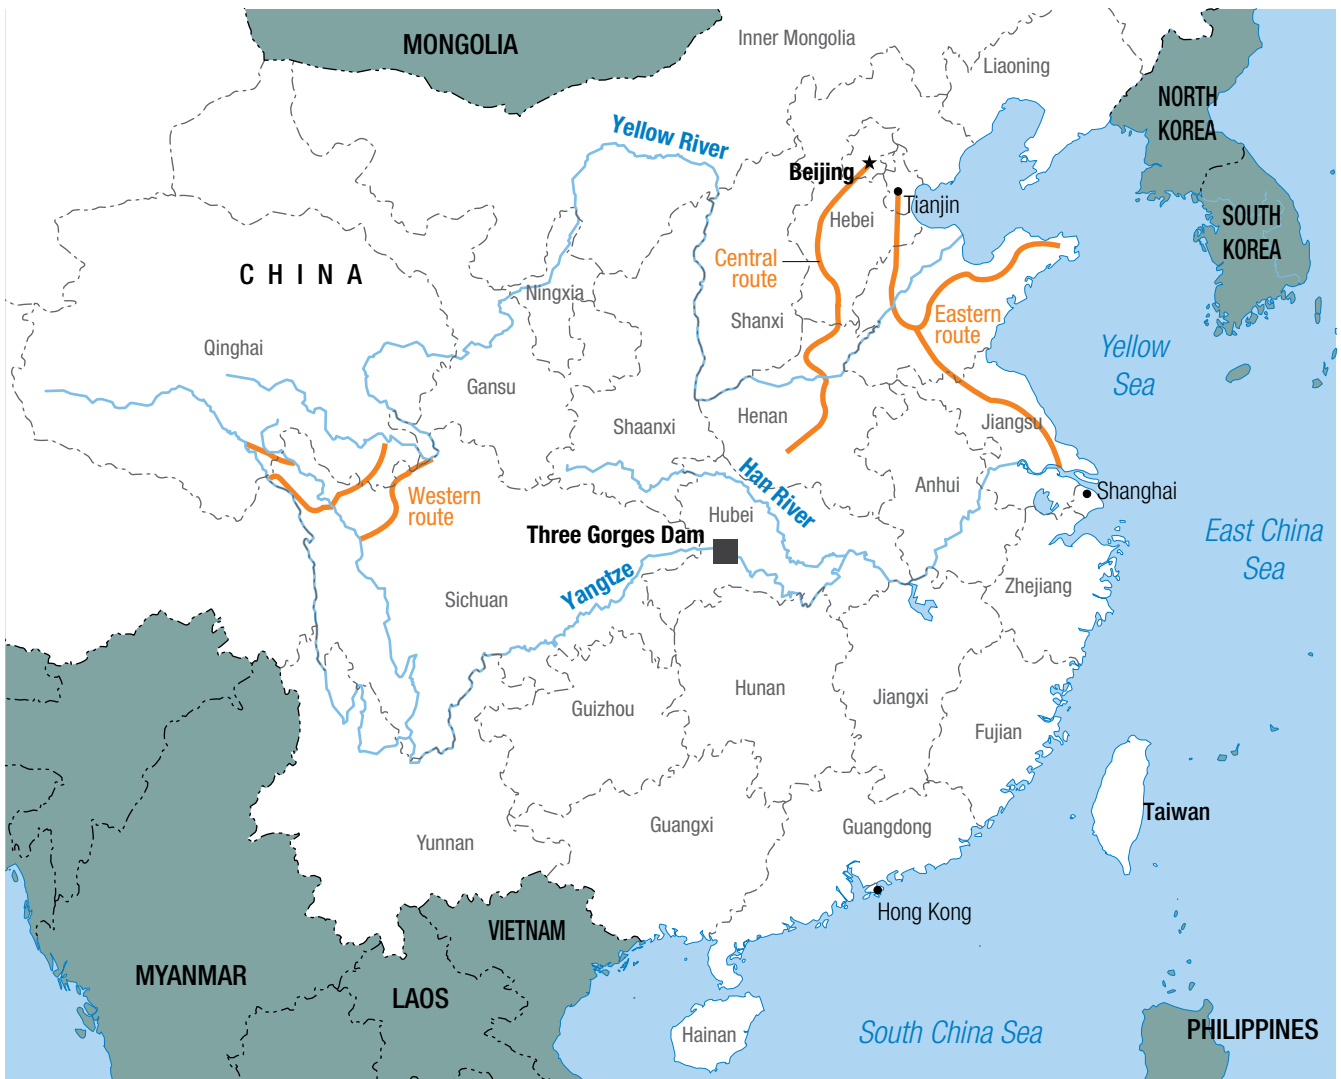 MONGOLIA
Inner Mongolia
Liaoning
NORTH
KOREA
Yellow River
Beijing
Tianjin
Hebei
SOUTH
KOREA
CHINA
Central
route
Ningxia
Shanxi
Eastern
route
Qinghai
Yellow
Sea
Gansu
Henan
Shaanxi
Jiangsu
Western
route
Han River
Anhui
Shanghai
Hubei
Three Gorges Dam
East China
Sea
Yangtze
Sichuan
Zhejiang
Hunan
Jiangxi
Guizhou
Fujian
Taiwan
Guangxi
Guangdong
Yunnan
Hong Kong
VIETNAM
MYANMAR
LAOS
Hainan
South China Sea
PHILIPPINES